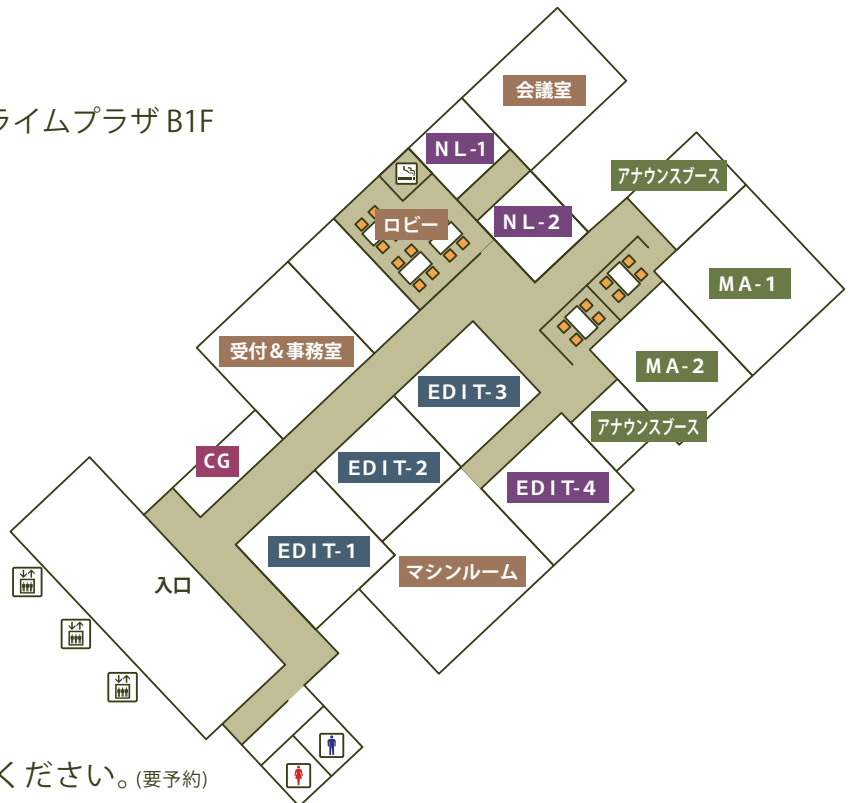 ライムプラザ B1F
会議室
NL-1
アナウンスブース
ロビー
NL-2
MA-1
受付&事務室
MA-2
EDIT-3
アナウンスブース
CG
EDIT-2
EDIT-4
EDIT-1
マシンルーム
入口
ください。(要予約)